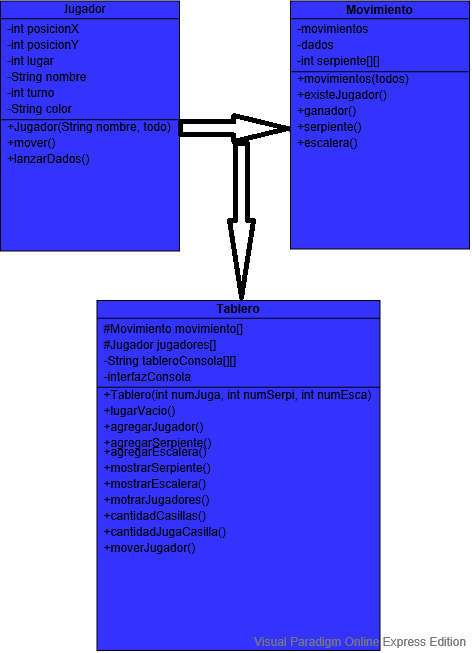 Jugador
-int posicionX
-int posicionY
-int lugar
-String nombre
-int turno
-String color
+Jugador(String nombre, todo)
+mover()
+lanzarDados()
Movimiento
-movimientos
-dados
-int serpiente[][]
+movimientos(todos)
+existeJugador()
+ganador()
+serpiente()
+escalera()
Tablero
#Movimiento movimiento[]
#Jugador jugadores[]
-String tableroConsola[][]
-interfazConsola
+Tablero(int numJuga, int numSerpi, int numEsca)
+lugarVacio()
+agregarJugador()
+agregarSerpiente()
+agregarEscalera()
+mostrarSerpiente()
+mostrarEscalera()
+motrarJugadores()
+cantidadCasillas()
+cantidadJugaCasilla()
+moverJugador()
Visual Paradigm Online Express Edition